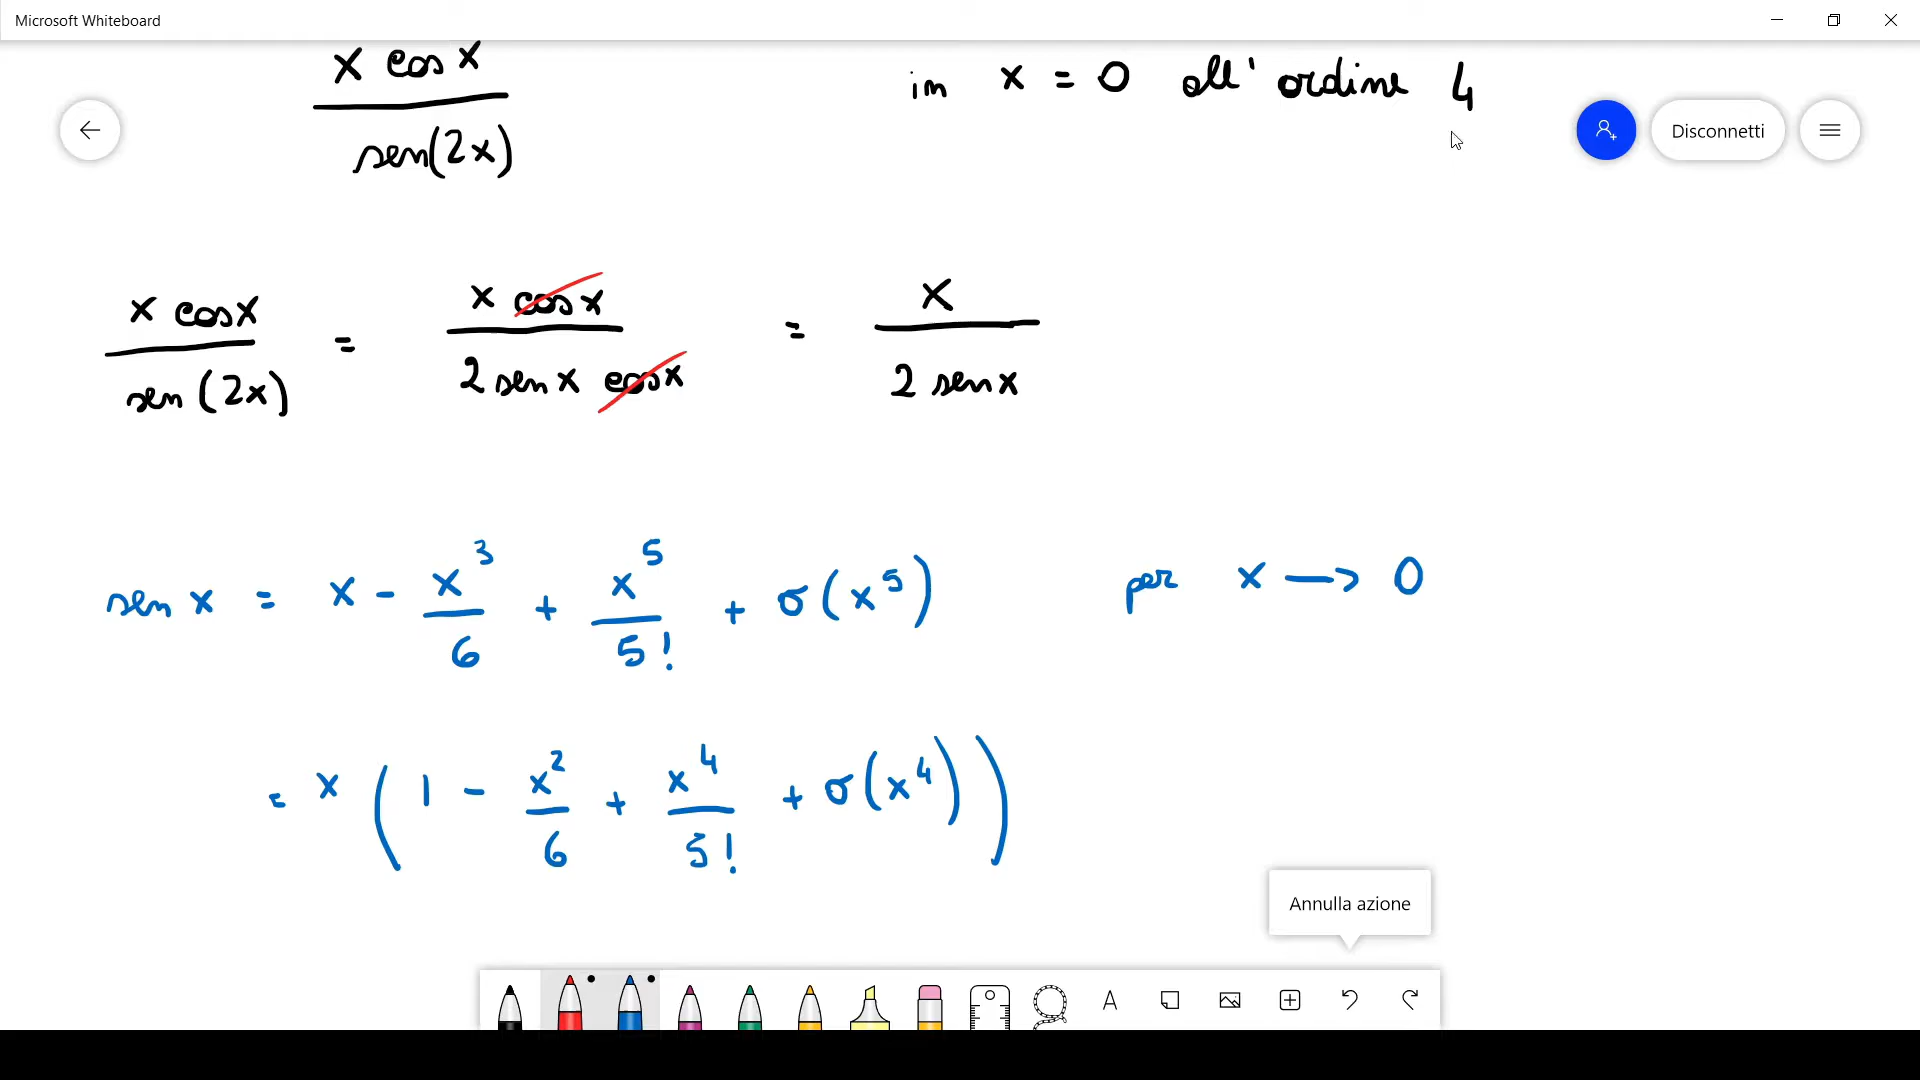 Microsoft Whiteboard
x cos x / sen(2x)
in x = 0 all' ordine 4
Disconnetti
x cos x / sen(2x) = x cos x / 2 sen x cos x = x / 2 sen x
sen x = x - x^3/6 + x^5/5! + o(x^5) per x → 0
= x (1 - x^2/6 + x^4/5! + o(x^4))
Annulla azione
A